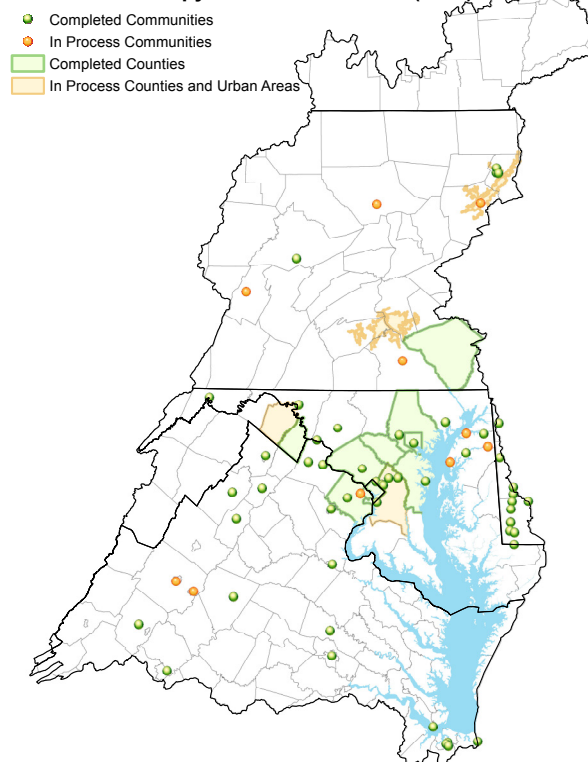 Completed Communities
In Process Communities
Completed Counties
In Process Counties and Urban Areas